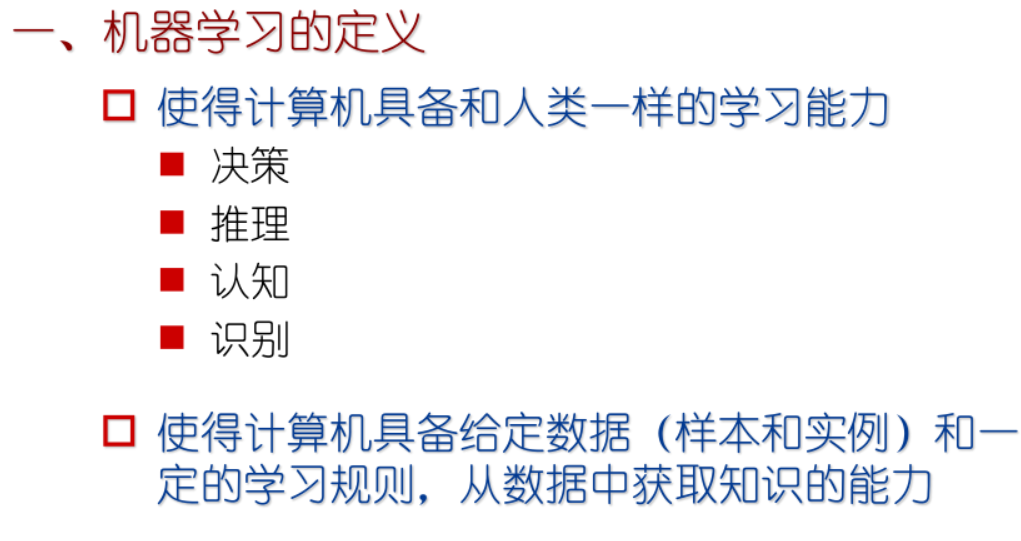 一、机器学习的定义
使得计算机具备和人类一样的学习能力
决策
推理
认知
识别
使得计算机具备给定数据（样本和实例）和一
定的学习规则，从数据中获取知识的能力